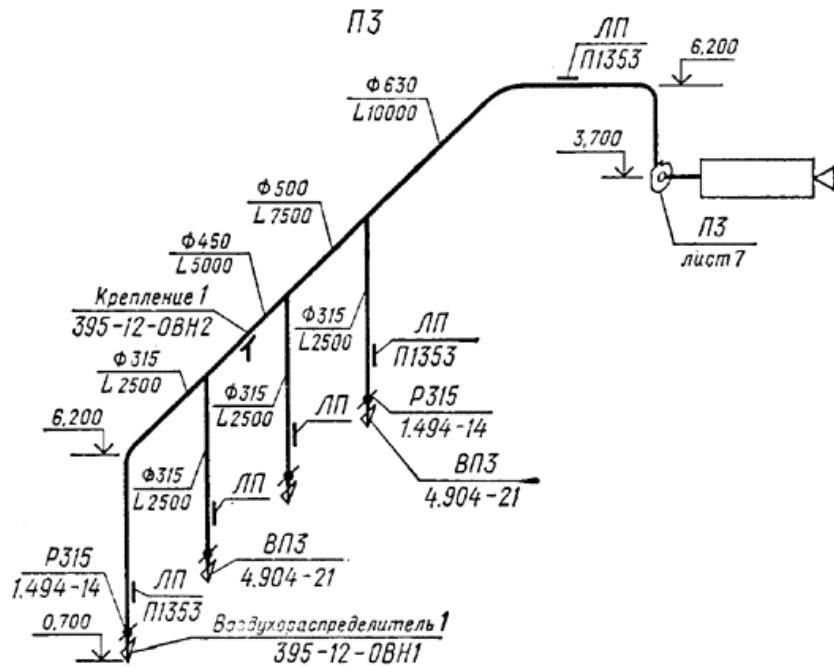 П3
ЛП
П1353
6,200
Ф630
L10000
3,700
Ф500
L7500
П3
лист 7
Ф450
L5000
Крепление 1
395-12-ОВН2
Ф315
L2500
ЛП
П1353
Ф315
L2500
Ф315
L2500
Р315
1.494-14
6,200
ЛП
ВП3
4.904-21
Ф315
L2500
ЛП
Р315
1.494-14
ВП3
4.904-21
ЛП
П1353
0,700
Воздухораспределитель 1
395-12-ОВН1